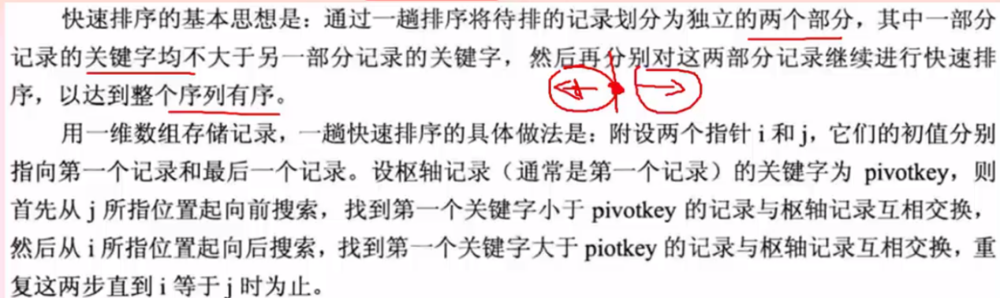 快速排序的基本思想是：通过一趟排序将待排的记录划分为独立的两个部分，其中一部分
记录的关键字均不大于另一部分记录的关键字，然后再分别对这两部分记录继续进行快速排
序，以达到整个序列有序。
用一维数组存储记录，一趟快速排序的具体做法是：附设两个指针 i 和 j，它们的初值分别
指向第一个记录和最后一个记录。设枢轴记录（通常是第一个记录）的关键字为 pivotkey，则
首先从 j 所指位置起向前搜索，找到第一个关键字小于 pivotkey 的记录与枢轴记录互相交换，
然后从 i 所指位置起向后搜索，找到第一个关键字大于 piotkey 的记录与枢轴记录互相交换，重
复这两步直到 i 等于 j 时为止。